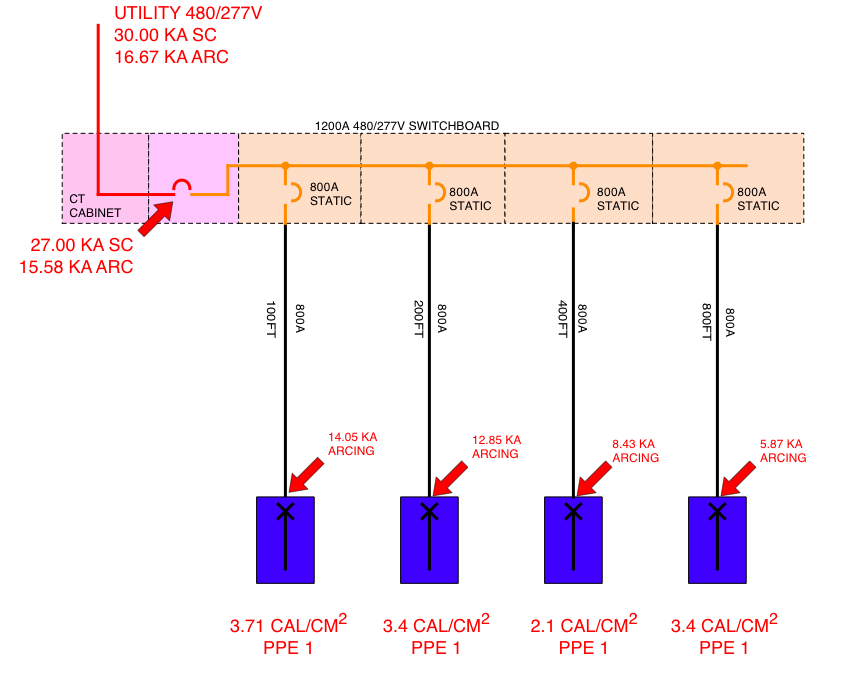 UTILITY 480/277V
30.00 KA SC
16.67 KA ARC
1200A 480/277V SWITCHBOARD
CT
CABINET
800A
STATIC
800A
STATIC
800A
STATIC
800A
STATIC
27.00 KA SC
15.58 KA ARC
100FT
800A
200FT
800A
400FT
800A
800FT
800A
14.05 KA
ARCING
12.85 KA
ARCING
8.43 KA
ARCING
5.87 KA
ARCING
3.71 CAL/CM²
PPE 1
3.4 CAL/CM²
PPE 1
2.1 CAL/CM²
PPE 1
3.4 CAL/CM²
PPE 1